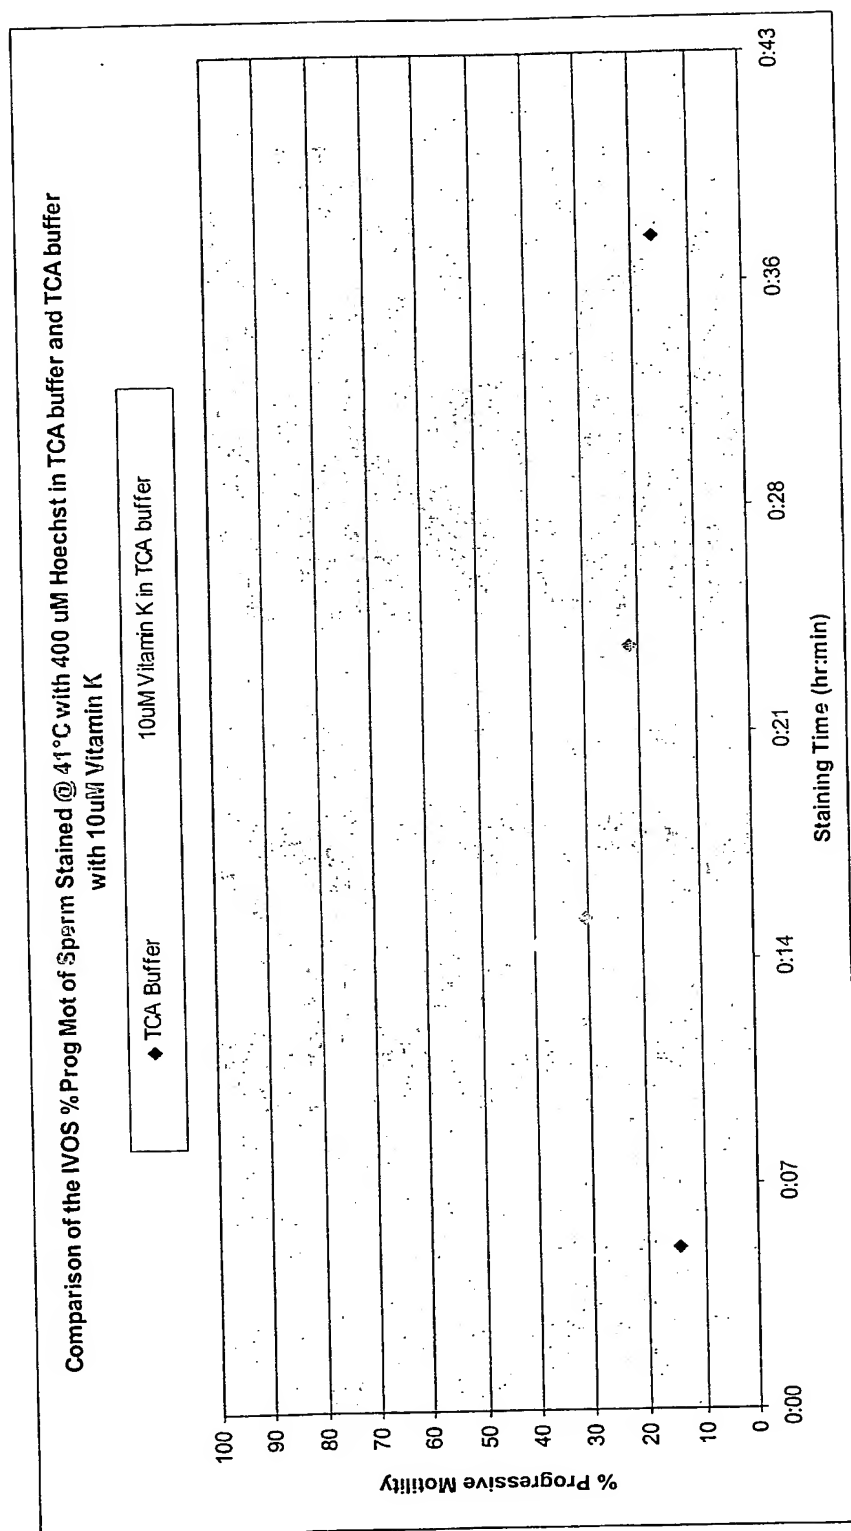 Comparison of the IVOS % Prog Mot of Sperm Stained @ 41°C with 400 uM Hoechst in TCA buffer and TCA buffer
with 10uM Vitamin K
◆ TCA Buffer 10uM Vitamin K in TCA buffer
% Progressive Motility
100
90
80
70
60
50
40
30
20
10
0
0:00 0:07 0:14 0:21 0:28 0:36 0:43
Staining Time (hr:min)